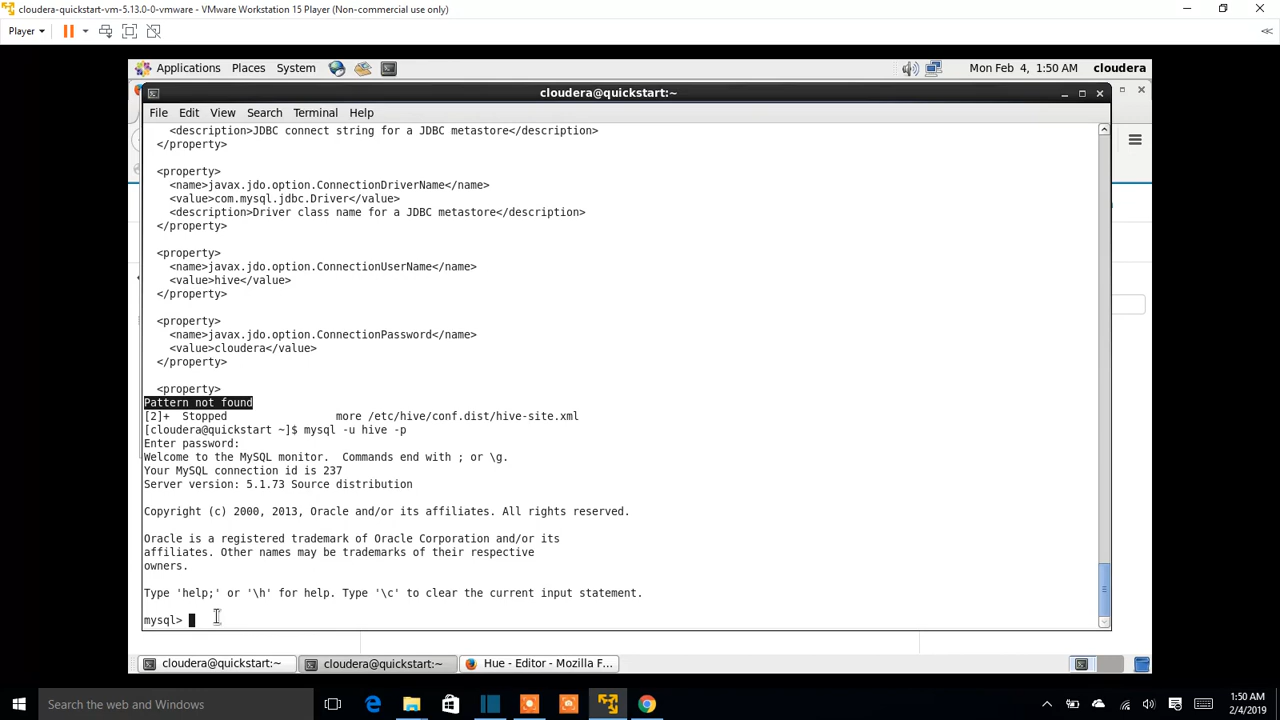 cloudera-quickstart-vm-5.13.0-0-vmware - VMware Workstation 15 Player (Non-commercial use only)
Player
Applications Places System Mon Feb 4, 1:50 AM cloudera
cloudera@quickstart:~
File Edit View Search Terminal Help
<description>JDBC connect string for a JDBC metastore</description>
</property>
<property>
<name>javax.jdo.option.ConnectionDriverName</name>
<value>com.mysql.jdbc.Driver</value>
<description>Driver class name for a JDBC metastore</description>
</property>
<property>
<name>javax.jdo.option.ConnectionUserName</name>
<value>hive</value>
</property>
<property>
<name>javax.jdo.option.ConnectionPassword</name>
<value>cloudera</value>
</property>
<property>
Pattern not found
[2]+ Stopped more /etc/hive/conf.dist/hive-site.xml
[cloudera@quickstart ~]$ mysql -u hive -p
Enter password:
Welcome to the MySQL monitor. Commands end with ; or \g.
Your MySQL connection id is 237
Server version: 5.1.73 Source distribution
Copyright (c) 2000, 2013, Oracle and/or its affiliates. All rights reserved.
Oracle is a registered trademark of Oracle Corporation and/or its
affiliates. Other names may be trademarks of their respective
owners.
Type 'help;' or '\h' for help. Type '\c' to clear the current input statement.
mysql>
cloudera@quickstart:~ cloudera@quickstart:~ Hue - Editor - Mozilla F...
Search the web and Windows
1:50 AM
2/4/2019